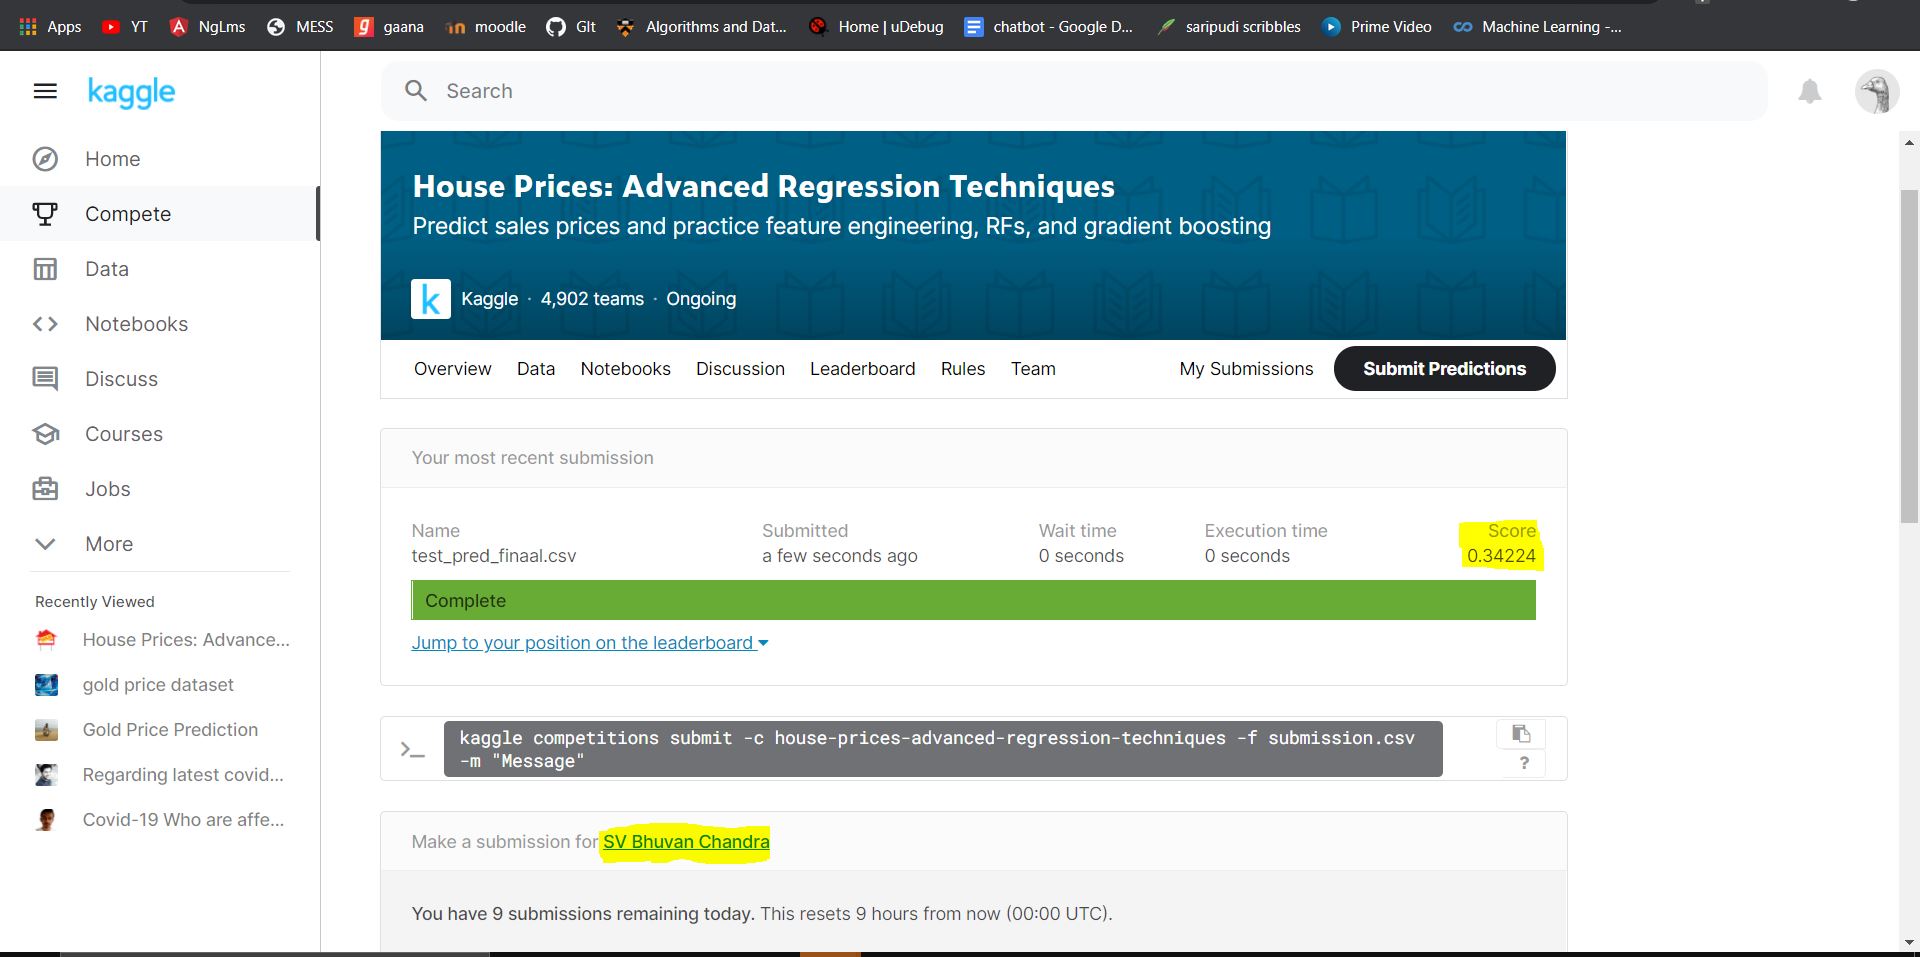 Apps YT NgLms MESS gaana moodle GIt Algorithms and Dat... Home | uDebug chatbot - Google D... saripudi scribbles Prime Video Machine Learning -...
kaggle
Search
Home
Compete
Data
Notebooks
Discuss
Courses
Jobs
More
Recently Viewed
House Prices: Advance...
gold price dataset
Gold Price Prediction
Regarding latest covid...
Covid-19 Who are affe...
House Prices: Advanced Regression Techniques
Predict sales prices and practice feature engineering, RFs, and gradient boosting
k Kaggle · 4,902 teams · Ongoing
Overview Data Notebooks Discussion Leaderboard Rules Team My Submissions Submit Predictions
Your most recent submission
Name Submitted Wait time Execution time Score
test_pred_finaal.csv a few seconds ago 0 seconds 0 seconds 0.34224
Complete
Jump to your position on the leaderboard
>_ kaggle competitions submit -c house-prices-advanced-regression-techniques -f submission.csv
-m "Message"
?
Make a submission for SV Bhuvan Chandra
You have 9 submissions remaining today. This resets 9 hours from now (00:00 UTC).